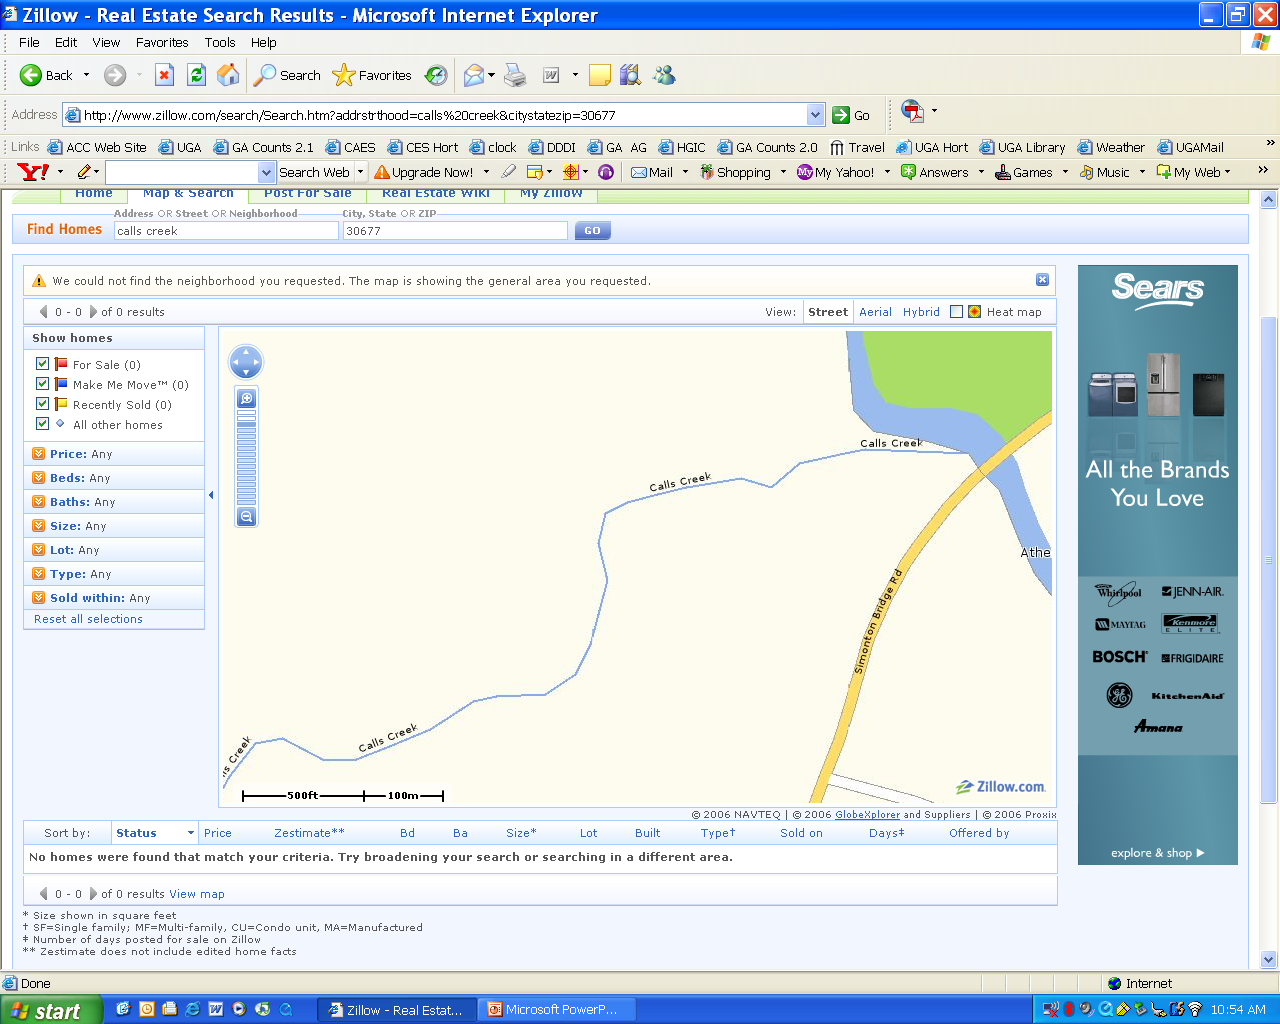 Zillow - Real Estate Search Results - Microsoft Internet Explorer
File Edit View Favorites Tools Help
Back Search Favorites
Address http://www.zillow.com/search/Search.htm?addrstrthood=calls%20creek&citystatezip=30677 Go
Links ACC Web Site UGA GA Counts 2.1 CAES CES Hort clock DDDI GA AG HGIC GA Counts 2.0 Travel UGA Hort UGA Library Weather UGAMail »
Y! Search Web Upgrade Now! Mail Shopping My Yahoo! Answers Games Music My Web »
Home Map & Search Post For Sale Real Estate Wiki My Zillow
Address OR Street OR Neighborhood City, State OR ZIP
Find Homes calls creek 30677 GO
We could not find the neighborhood you requested. The map is showing the general area you requested.
0 - 0 of 0 results View: Street Aerial Hybrid Heat map
Show homes
For Sale (0)
Make Me Move™ (0)
Recently Sold (0)
All other homes
Price: Any
Beds: Any
Baths: Any
Size: Any
Lot: Any
Type: Any
Sold within: Any
Reset all selections
Calls Creek
Calls Creek
Athe
Simonton Bridge Rd
Calls Creek
ls Creek
500ft 100m
Zillow.com
© 2006 NAVTEQ | © 2006 GlobeXplorer and Suppliers | © 2006 Proxix
Sort by: Status Price Zestimate** Bd Ba Size* Lot Built Type† Sold on Days‡ Offered by
No homes were found that match your criteria. Try broadening your search or searching in a different area.
0 - 0 of 0 results View map
* Size shown in square feet
† SF=Single family; MF=Multi-family, CU=Condo unit, MA=Manufactured
‡ Number of days posted for sale on Zillow
** Zestimate does not include edited home facts
Sears
All the Brands
You Love
Whirlpool JENN-AIR
MAYTAG Kenmore
ELITE
BOSCH FRIGIDAIRE
GE KitchenAid
Amana
explore & shop
Done Internet
start Zillow - Real Estat... Microsoft PowerP... 10:54 AM